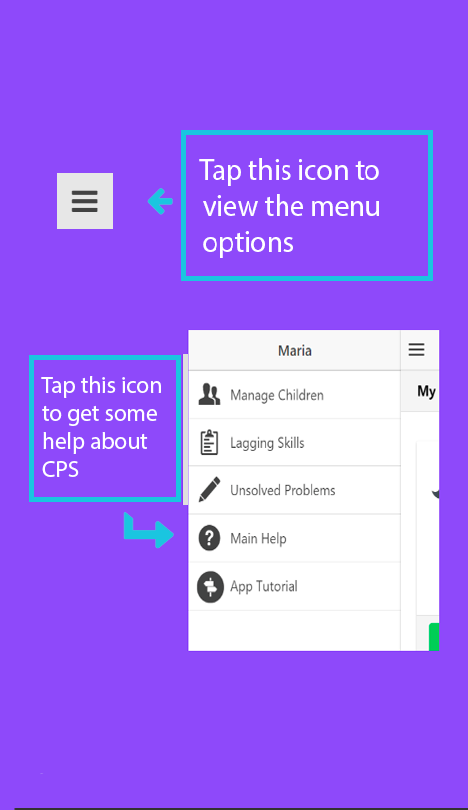 Tap this icon to
view the menu
options
Tap this icon
to get some
help about
CPS
Maria
My
Manage Children
Lagging Skills
Unsolved Problems
Main Help
App Tutorial